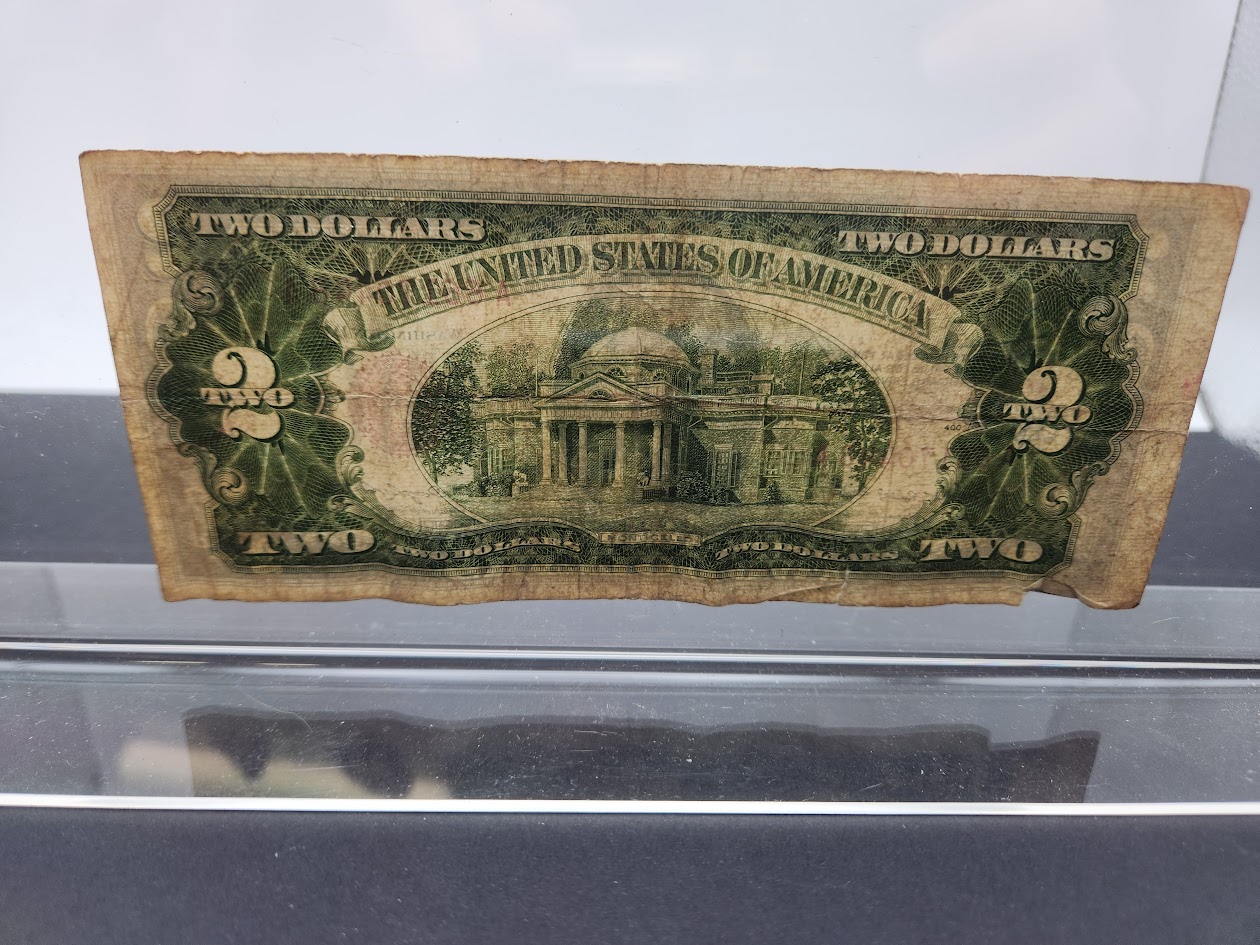 TWO DOLLARS
TWO DOLLARS
THE UNITED STATES OF AMERICA
2
TWO
2
TWO
TWO
TWO DOLLARS
MONTICELLO
TWO DOLLARS
TWO